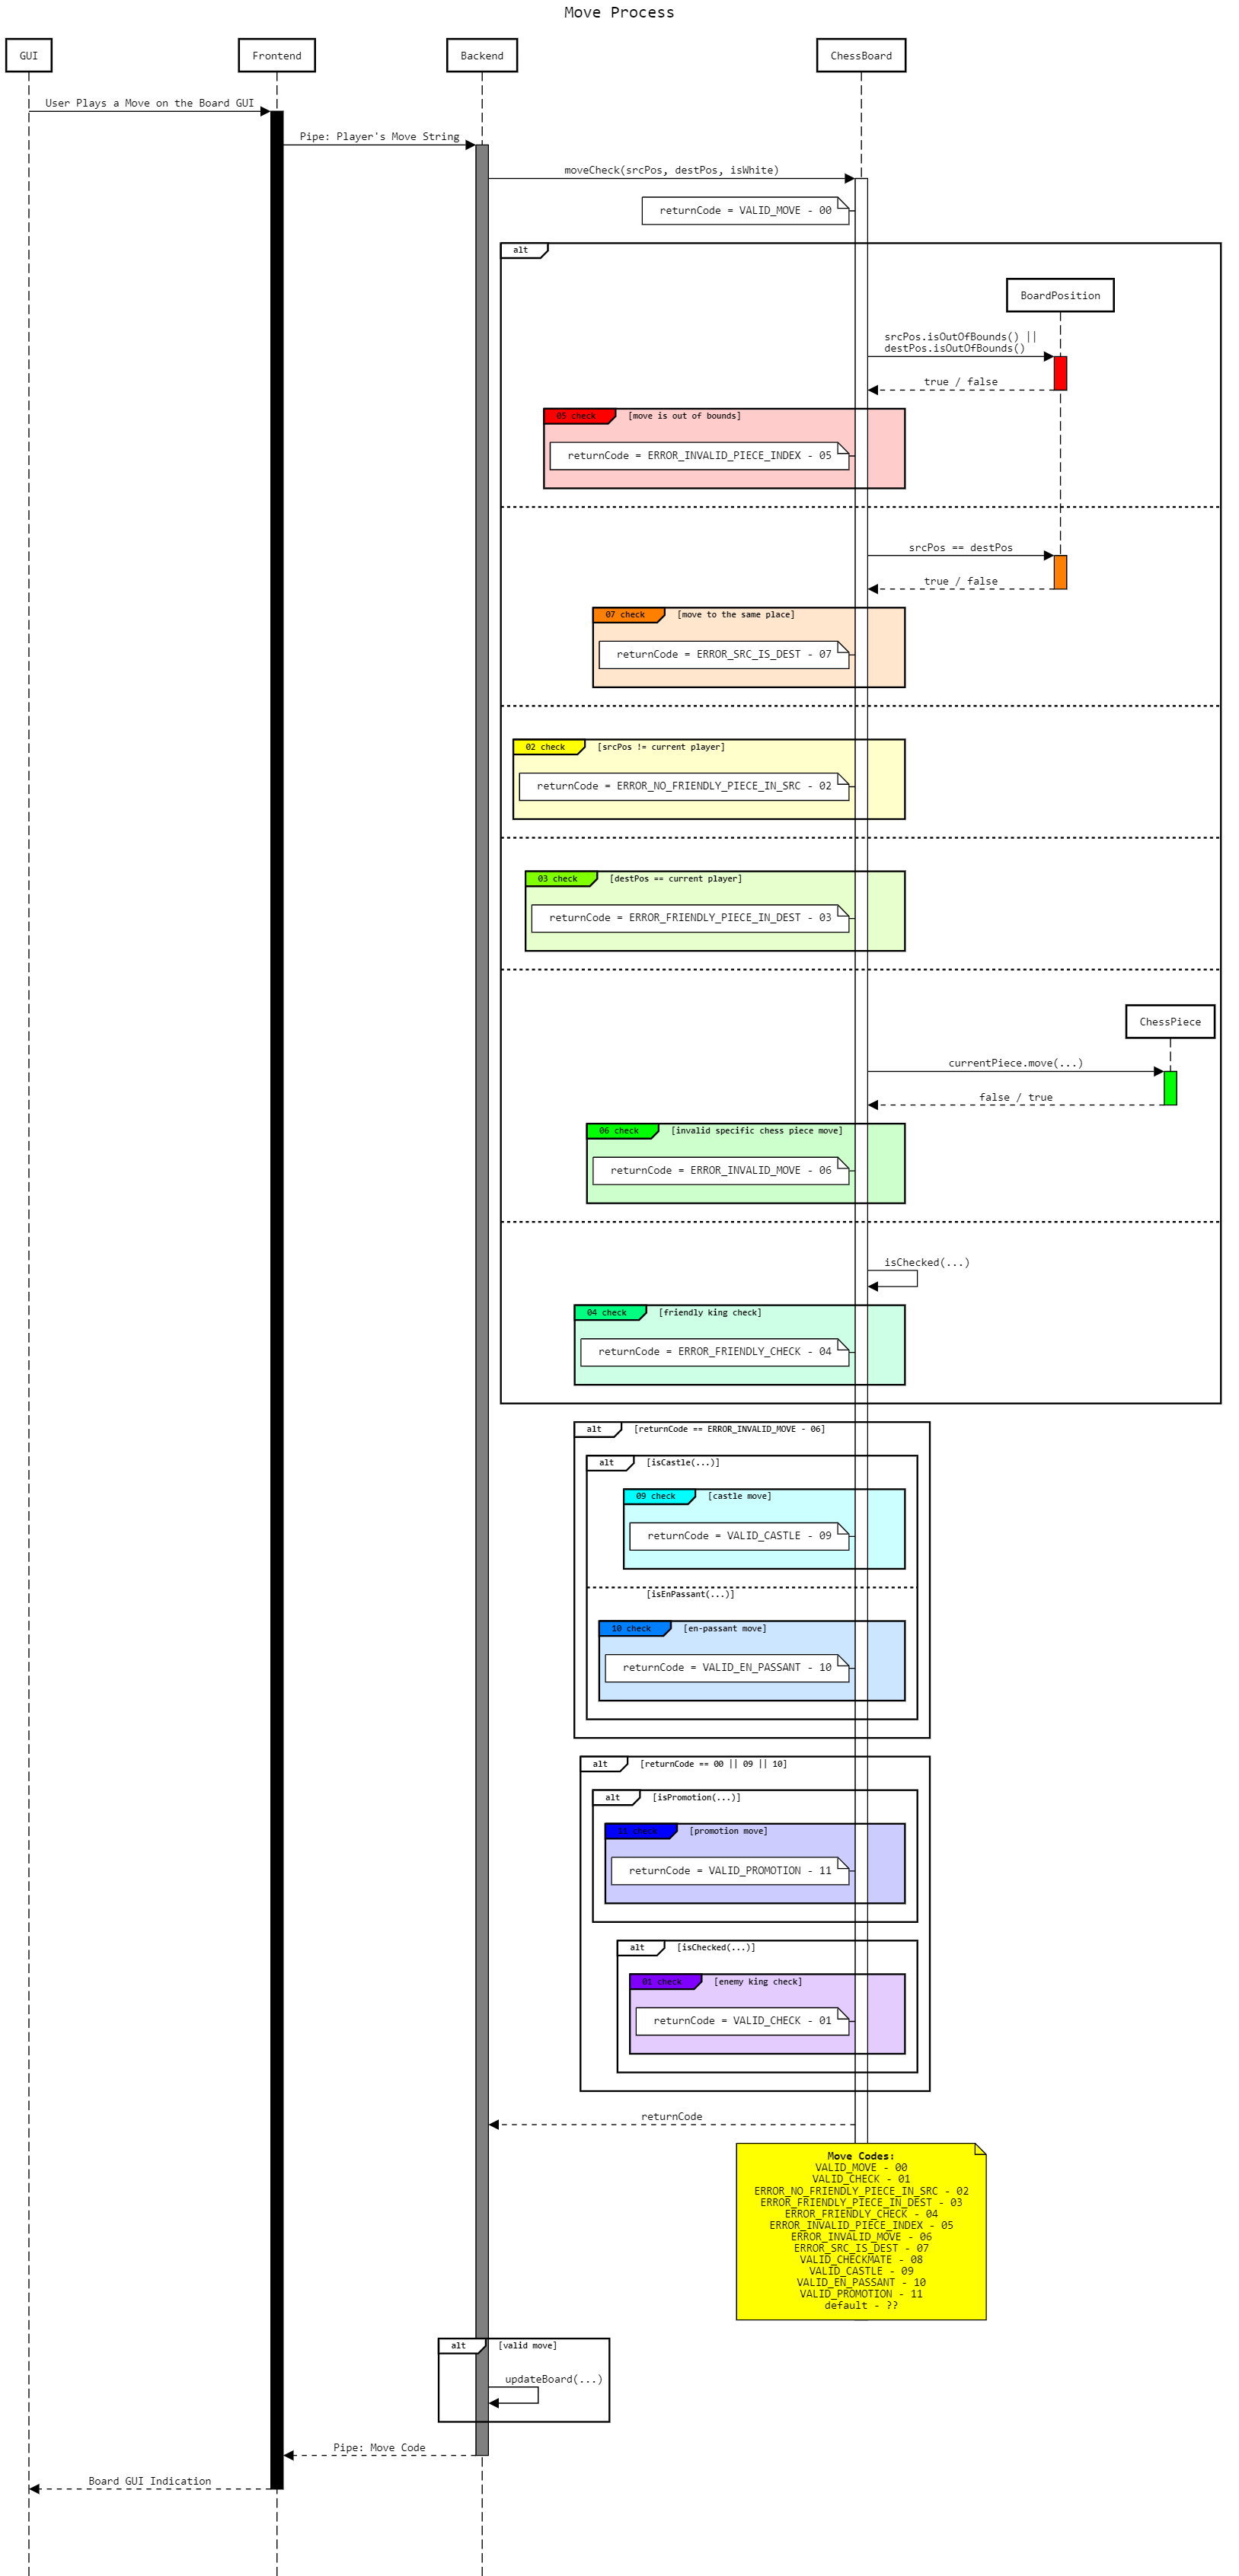 Move Process
GUI
Frontend
Backend
ChessBoard
User Plays a Move on the Board GUI
Pipe: Player's Move String
moveCheck(srcPos, destPos, isWhite)
returnCode = VALID_MOVE - 00
alt
BoardPosition
srcPos.isOutOfBounds() ||
destPos.isOutOfBounds()
true / false
05 check [move is out of bounds]
returnCode = ERROR_INVALID_PIECE_INDEX - 05
srcPos == destPos
true / false
07 check [move to the same place]
returnCode = ERROR_SRC_IS_DEST - 07
02 check [srcPos != current player]
returnCode = ERROR_NO_FRIENDLY_PIECE_IN_SRC - 02
03 check [destPos == current player]
returnCode = ERROR_FRIENDLY_PIECE_IN_DEST - 03
ChessPiece
currentPiece.move(...)
false / true
06 check [invalid specific chess piece move]
returnCode = ERROR_INVALID_MOVE - 06
isChecked(...)
04 check [friendly king check]
returnCode = ERROR_FRIENDLY_CHECK - 04
alt [returnCode == ERROR_INVALID_MOVE - 06]
alt [isCastle(...)]
09 check [castle move]
returnCode = VALID_CASTLE - 09
[isEnPassant(...)]
10 check [en-passant move]
returnCode = VALID_EN_PASSANT - 10
alt [returnCode == 00 || 09 || 10]
alt [isPromotion(...)]
11 check [promotion move]
returnCode = VALID_PROMOTION - 11
alt [isChecked(...)]
01 check [enemy king check]
returnCode = VALID_CHECK - 01
returnCode
Move Codes:
VALID_MOVE - 00
VALID_CHECK - 01
ERROR_NO_FRIENDLY_PIECE_IN_SRC - 02
ERROR_FRIENDLY_PIECE_IN_DEST - 03
ERROR_FRIENDLY_CHECK - 04
ERROR_INVALID_PIECE_INDEX - 05
ERROR_INVALID_MOVE - 06
ERROR_SRC_IS_DEST - 07
VALID_CHECKMATE - 08
VALID_CASTLE - 09
VALID_EN_PASSANT - 10
VALID_PROMOTION - 11
default - ??
alt [valid move]
updateBoard(...)
Pipe: Move Code
Board GUI Indication